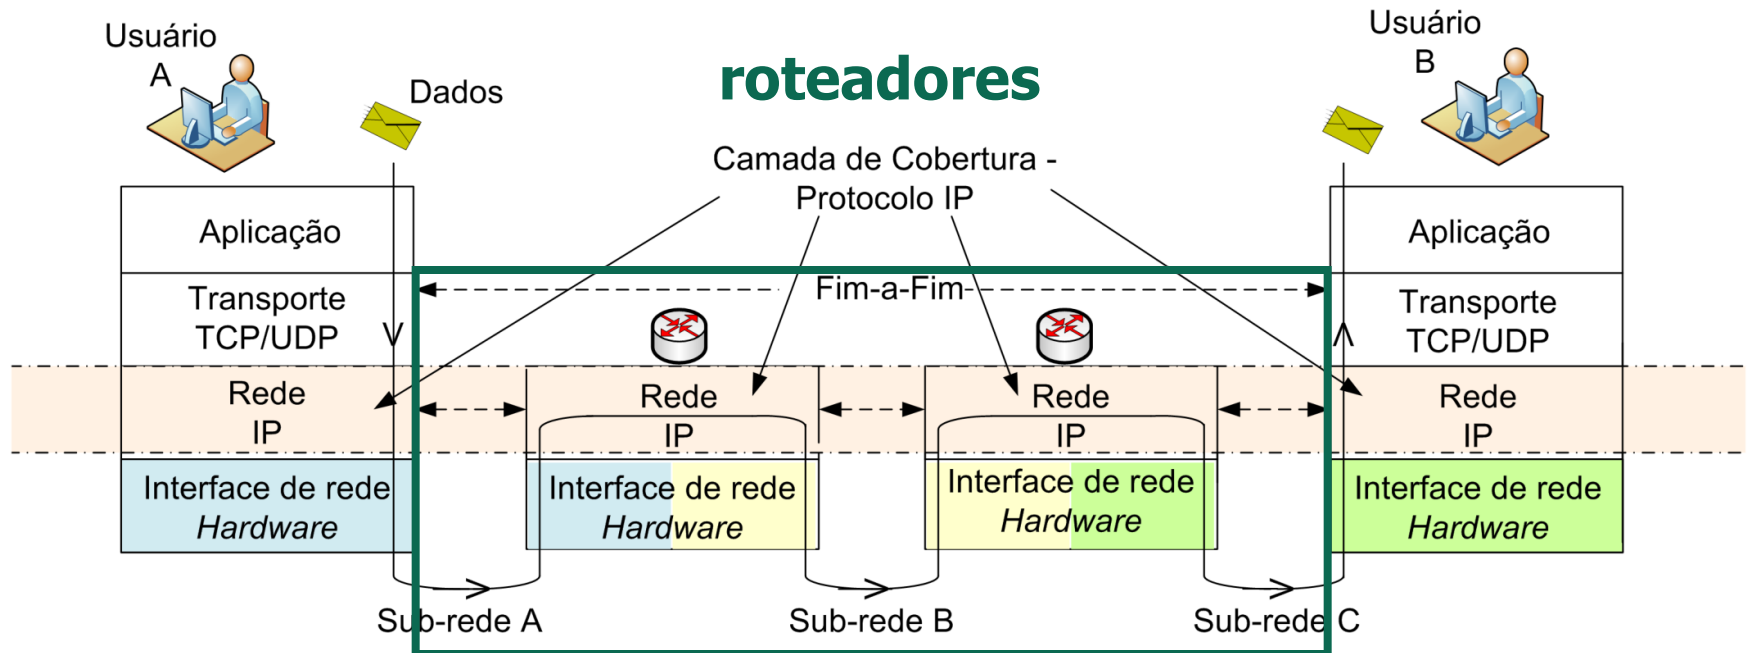 Usuário
A
Dados
roteadores
Usuário
B
Camada de Cobertura -
Protocolo IP
Aplicação
Aplicação
Transporte
TCP/UDP
Fim-a-Fim
Transporte
TCP/UDP
Rede
IP
Rede
IP
Rede
IP
Rede
IP
Interface de rede
Hardware
Interface de rede
Hardware
Interface de rede
Hardware
Interface de rede
Hardware
Sub-rede A
Sub-rede B
Sub-rede C